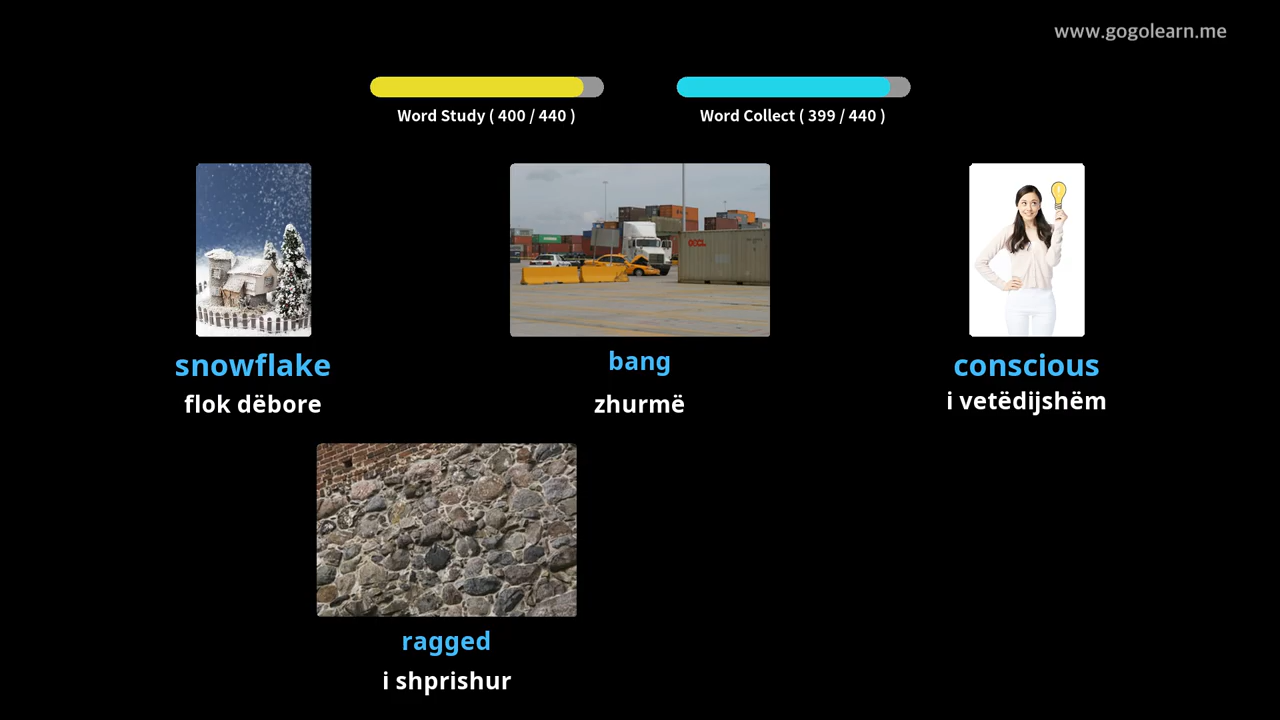 www.gogolearn.me
Word Study ( 400 / 440 )
Word Collect ( 399 / 440 )
snowflake
flok dëbore
bang
zhurmë
conscious
i vetëdijshëm
ragged
i shprishur